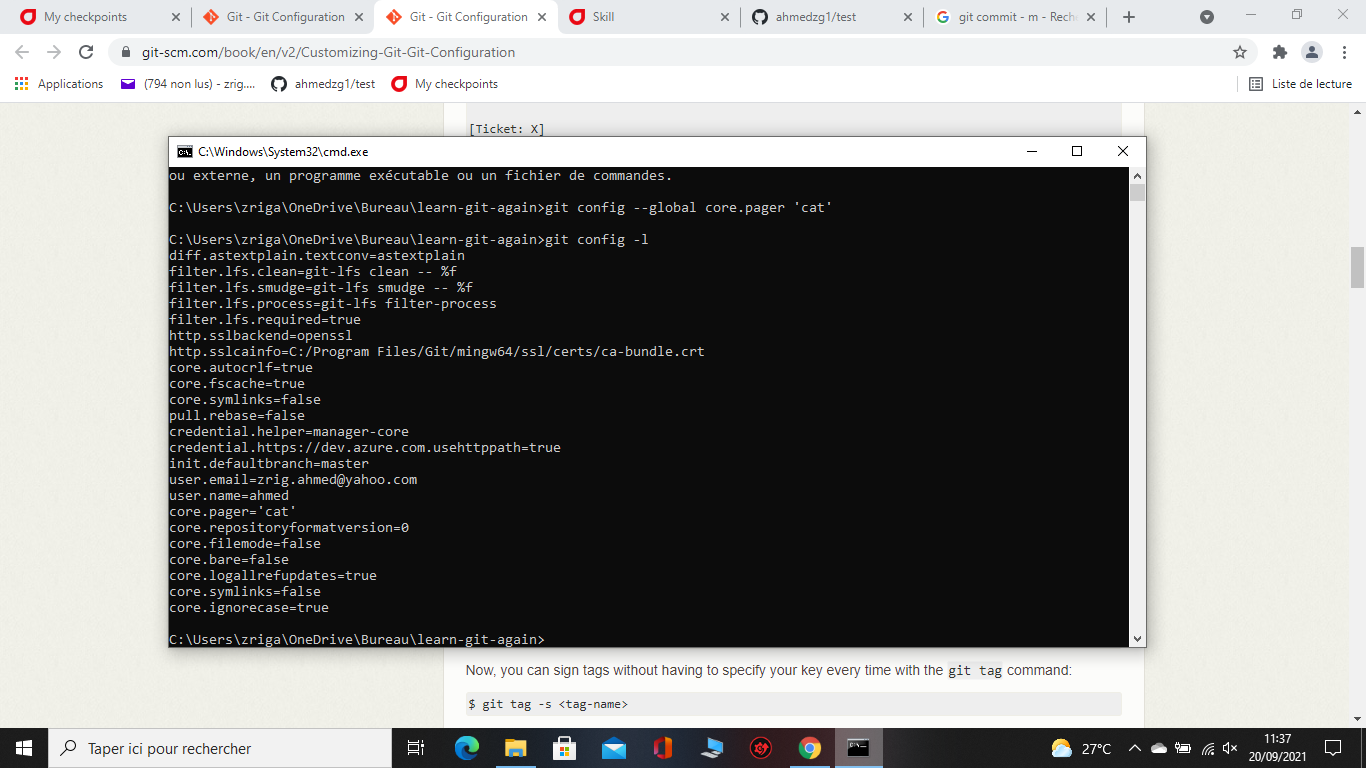 My checkpoints
Git - Git Configuration
Git - Git Configuration
Skill
ahmedzg1/test
git commit - m - Rech
git-scm.com/book/en/v2/Customizing-Git-Git-Configuration
Applications
(794 non lus) - zrig....
ahmedzg1/test
My checkpoints
Liste de lecture
[Ticket: X]
C:\Windows\System32\cmd.exe
ou externe, un programme exécutable ou un fichier de commandes.
C:\Users\zriga\OneDrive\Bureau\learn-git-again>git config --global core.pager 'cat'
C:\Users\zriga\OneDrive\Bureau\learn-git-again>git config -l
diff.astextplain.textconv=astextplain
filter.lfs.clean=git-lfs clean -- %f
filter.lfs.smudge=git-lfs smudge -- %f
filter.lfs.process=git-lfs filter-process
filter.lfs.required=true
http.sslbackend=openssl
http.sslcainfo=C:/Program Files/Git/mingw64/ssl/certs/ca-bundle.crt
core.autocrlf=true
core.fscache=true
core.symlinks=false
pull.rebase=false
credential.helper=manager-core
credential.https://dev.azure.com.usehttppath=true
init.defaultbranch=master
user.email=zrig.ahmed@yahoo.com
user.name=ahmed
core.pager='cat'
core.repositoryformatversion=0
core.filemode=false
core.bare=false
core.logallrefupdates=true
core.symlinks=false
core.ignorecase=true
C:\Users\zriga\OneDrive\Bureau\learn-git-again>
Now, you can sign tags without having to specify your key every time with the git tag command:
$ git tag -s <tag-name>
Taper ici pour rechercher
27°C
11:37
20/09/2021